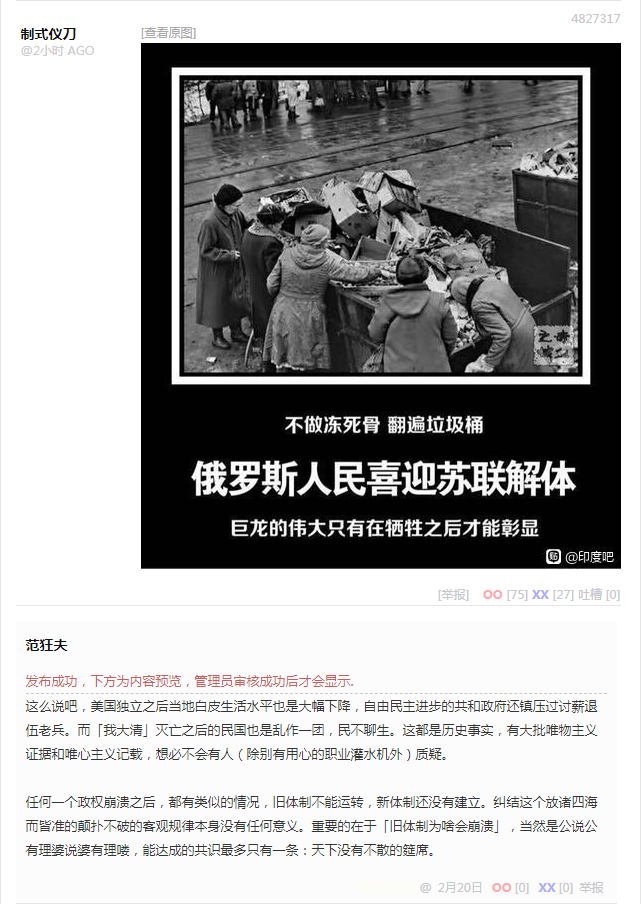 4827317
制式仪刀
[查看原图]
@2小时 AGO
不做冻死骨 翻遍垃圾桶
俄罗斯人民喜迎苏联解体
巨龙的伟大只有在牺牲之后才能彰显
@印度吧
[举报] OO [75] XX [27] 吐槽 [0]
范狂夫
发布成功，下方为内容预览，管理员审核成功后才会显示.
这么说吧，美国独立之后当地白皮生活水平也是大幅下降，自由民主进步的共和政府还镇压过讨薪退
伍老兵。而「我大清」灭亡之后的民国也是乱作一团，民不聊生。这都是历史事实，有大批唯物主义
证据和唯心主义记载，想必不会有人（除别有用心的职业灌水机外）质疑。
任何一个政权崩溃之后，都有类似的情况，旧体制不能运转，新体制还没有建立。纠结这个放诸四海
而皆准的颠扑不破的客观规律本身没有任何意义。重要的在于「旧体制为啥会崩溃」，当然是公说公
有理婆说婆有理喽，能达成的共识最多只有一条：天下没有不散的筵席。
@ 2月20日 OO [0] XX [0] 举报